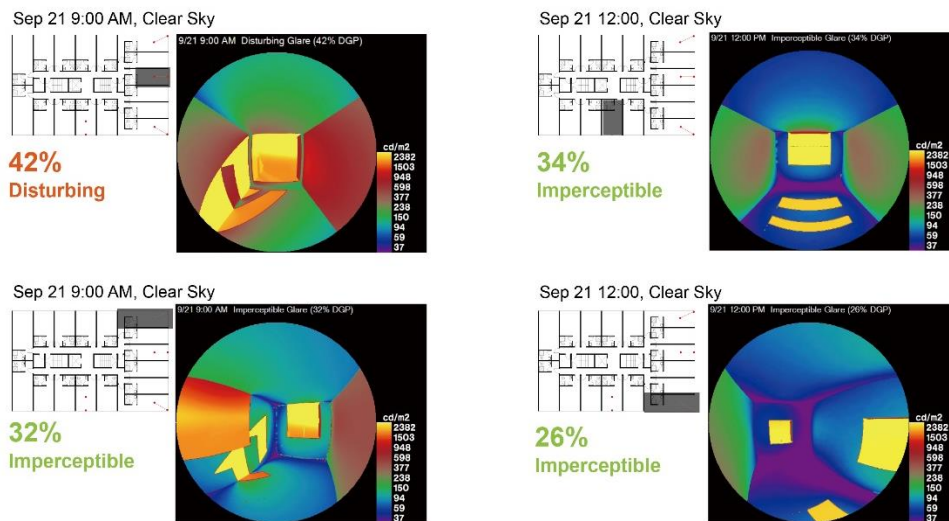 Sep 21 9:00 AM, Clear Sky
9/21 9:00 AM Disturbing Glare (42% DGP)
42%
Disturbing
cd/m2
2382
1503
948
598
377
238
150
94
59
37
Sep 21 12:00, Clear Sky
9/21 12:00 PM Imperceptible Glare (34% DGP)
34%
Imperceptible
cd/m2
2382
1503
948
598
377
238
150
94
59
37
Sep 21 9:00 AM, Clear Sky
9/21 9:00 AM Imperceptible Glare (32% DGP)
32%
Imperceptible
cd/m2
2382
1503
948
598
377
238
150
94
59
37
Sep 21 12:00, Clear Sky
9/21 12:00 PM Imperceptible Glare (26% DGP)
26%
Imperceptible
cd/m2
2382
1503
948
598
377
238
150
94
59
37